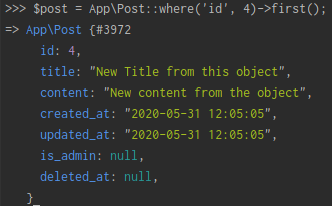 >>> $post = App\Post::where('id', 4)->first();
=> App\Post {#3972
id: 4,
title: "New Title from this object",
content: "New content from the object",
created_at: "2020-05-31 12:05:05",
updated_at: "2020-05-31 12:05:05",
is_admin: null,
deleted_at: null,
}